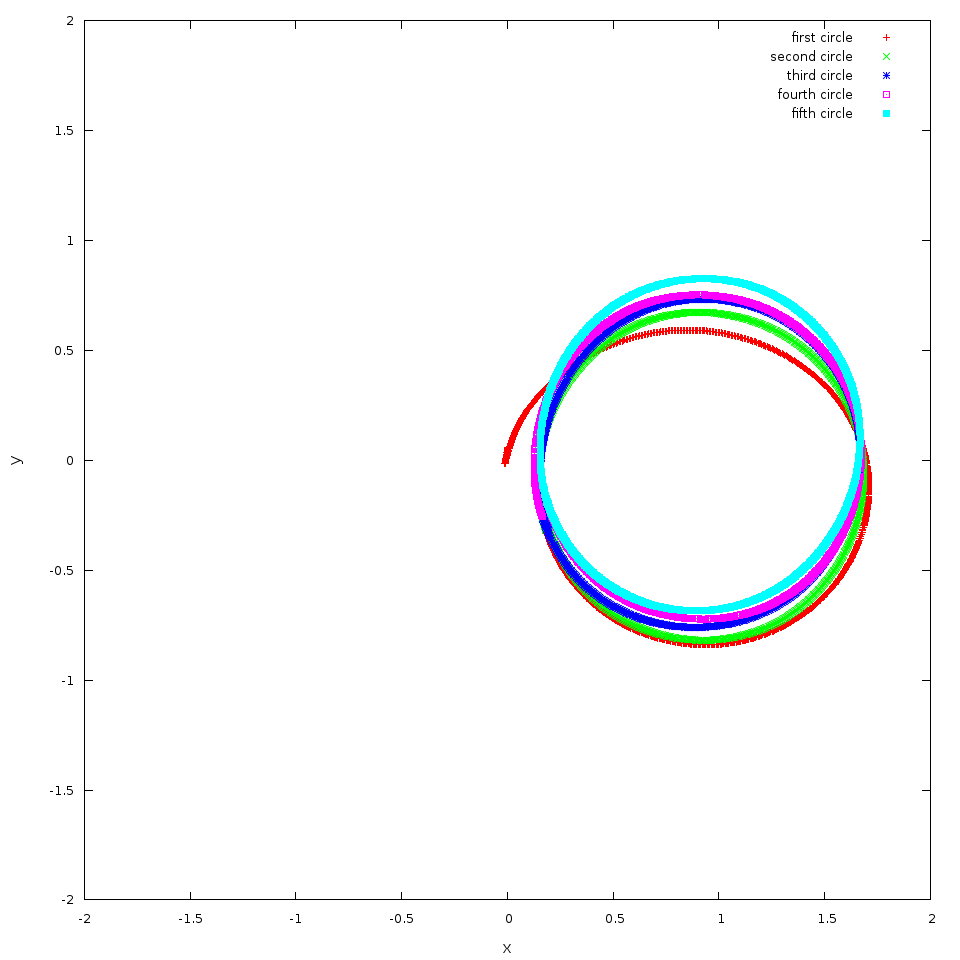 2
first circle
second circle
third circle
fourth circle
fifth circle
1.5
1
0.5
0
-0.5
-1
-1.5
-2
y
-2 -1.5 -1 -0.5 0 0.5 1 1.5 2
x